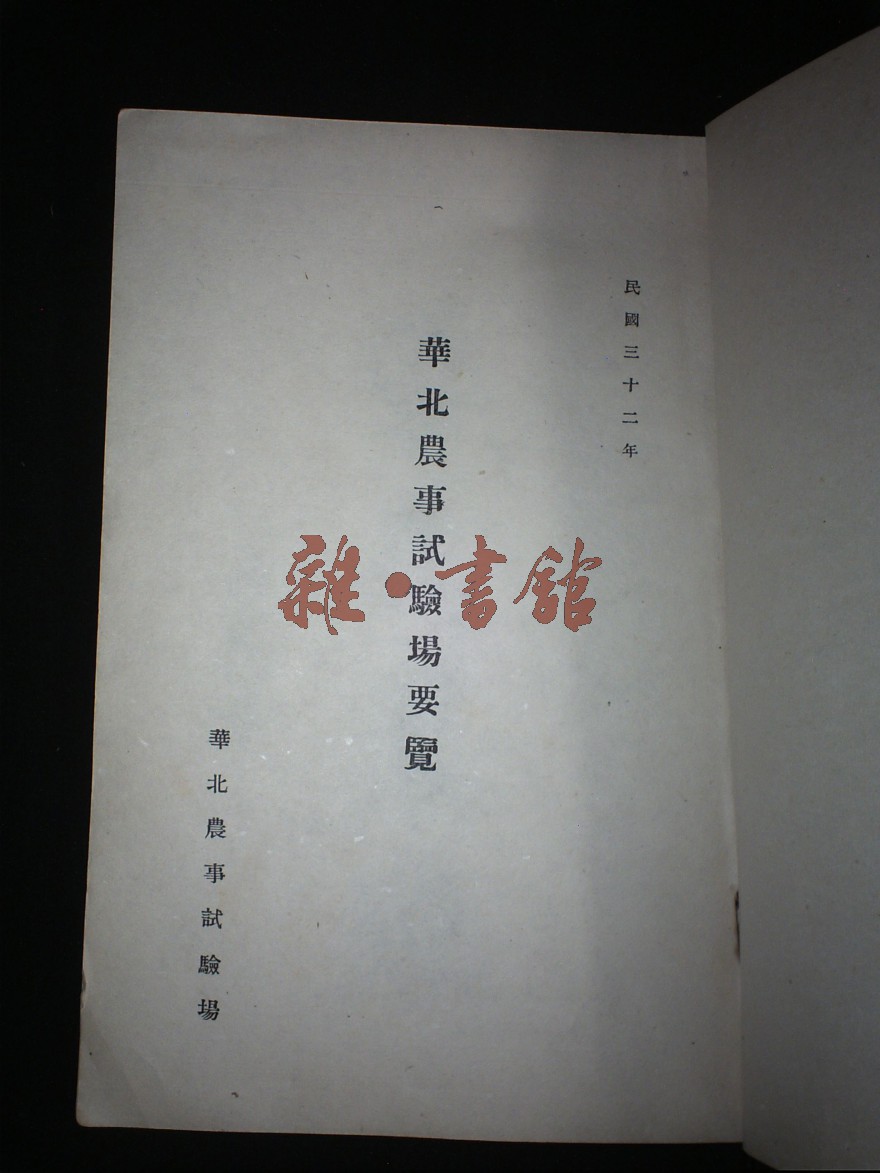 民國三十二年
華北農事試驗場要覽
華北農事試驗場
雜·書館